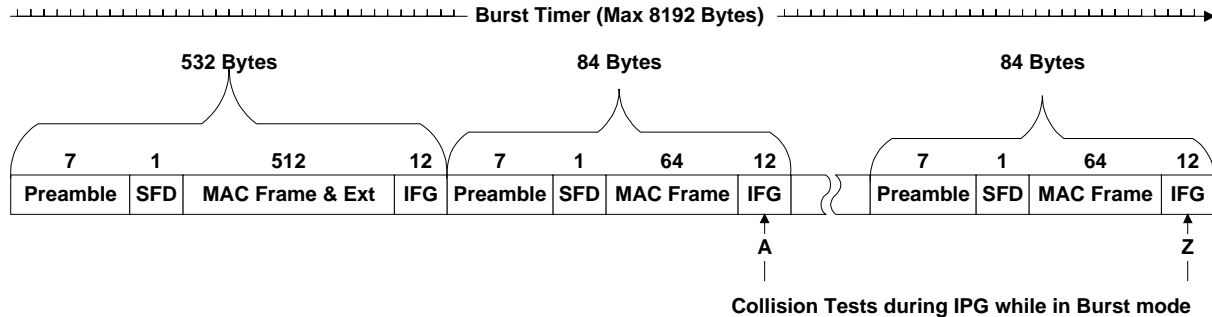 Burst Timer (Max 8192 Bytes)
532 Bytes 84 Bytes 84 Bytes
7 1 512 12 7 1 64 12 7 1 64 12
Preamble SFD MAC Frame & Ext IFG Preamble SFD MAC Frame IFG Preamble SFD MAC Frame IFG
A Z
Collision Tests during IPG while in Burst mode